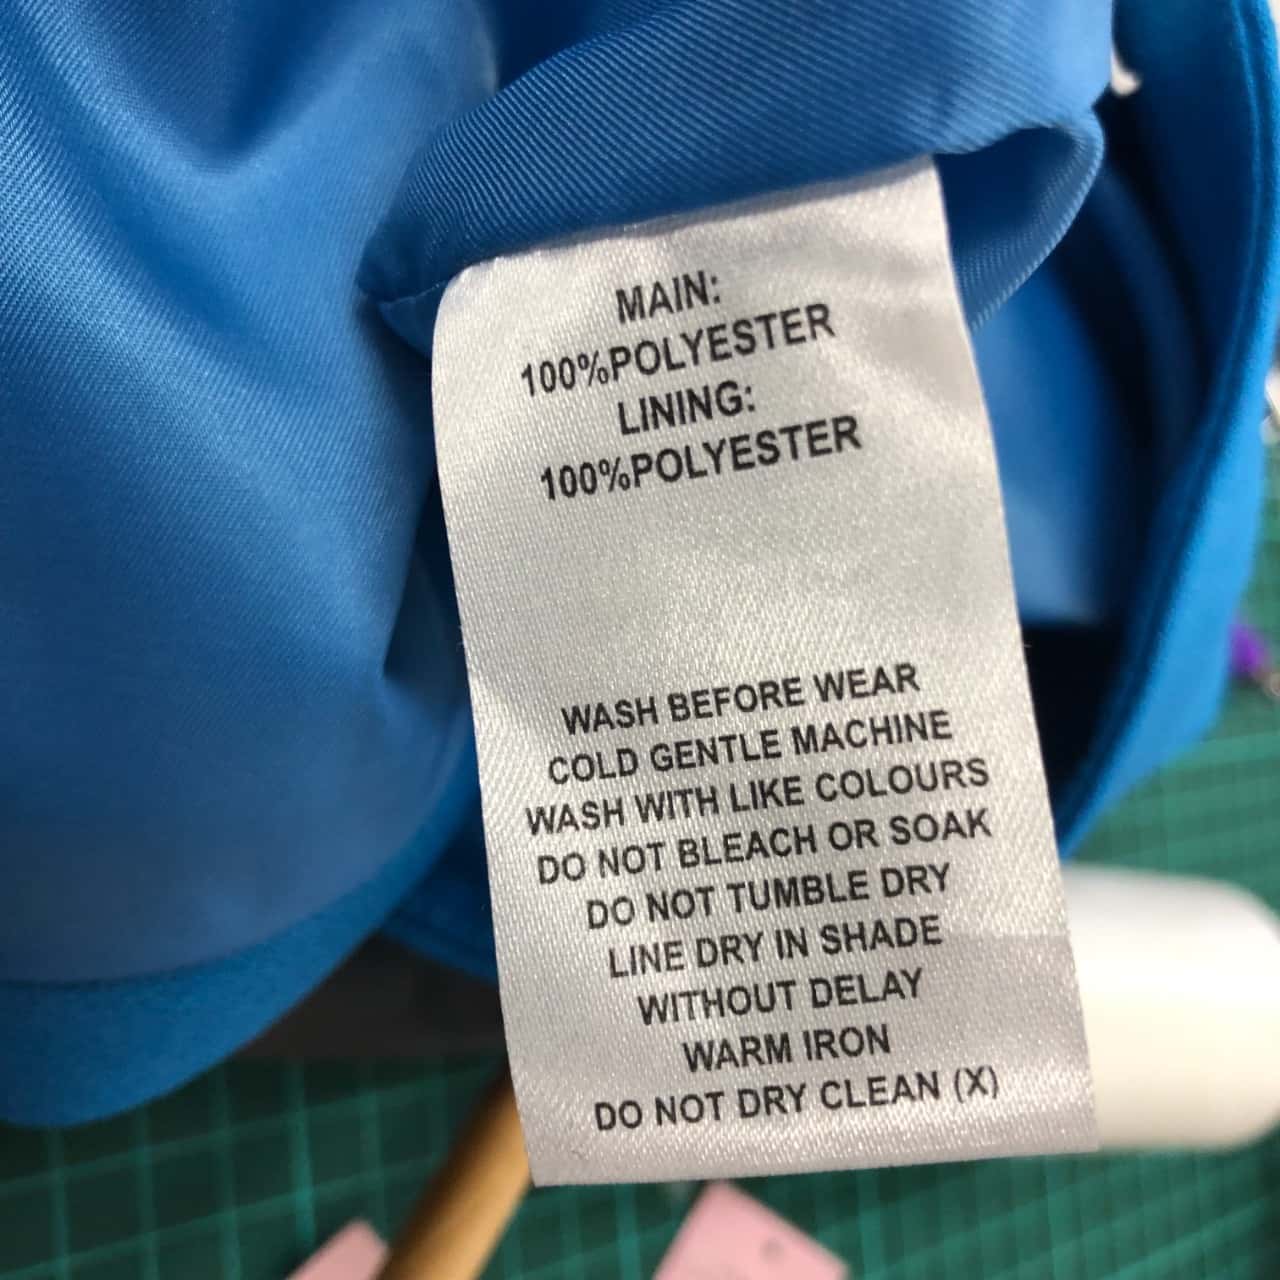 MAIN:
100%POLYESTER
LINING:
100%POLYESTER
WASH BEFORE WEAR
COLD GENTLE MACHINE
WASH WITH LIKE COLOURS
DO NOT BLEACH OR SOAK
DO NOT TUMBLE DRY
LINE DRY IN SHADE
WITHOUT DELAY
WARM IRON
DO NOT DRY CLEAN (X)